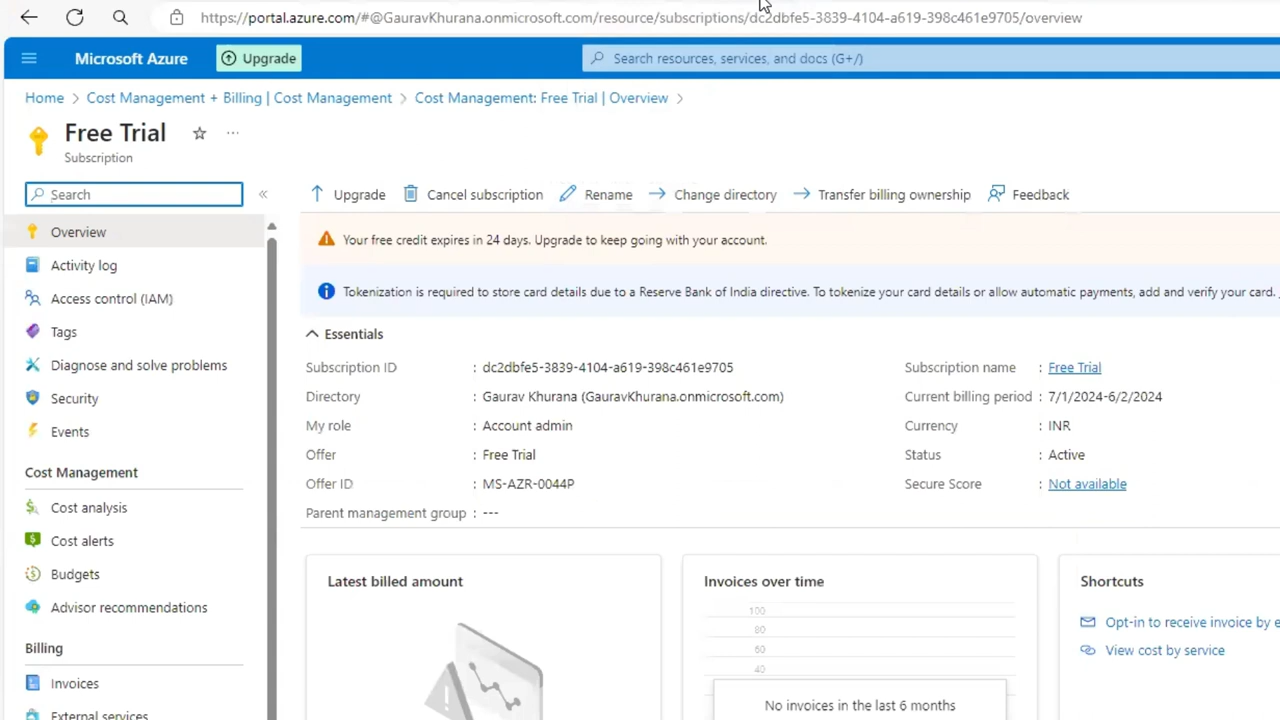 https://portal.azure.com/#@GauravKhurana.onmicrosoft.com/resource/subscriptions/dc2dbfe5-3839-4104-a619-398c461e9705/overview
Microsoft Azure
Upgrade
Search resources, services, and docs (G+/)
Home > Cost Management + Billing | Cost Management > Cost Management: Free Trial | Overview >
Free Trial
Subscription
Search
Upgrade
Cancel subscription
Rename
Change directory
Transfer billing ownership
Feedback
Overview
Activity log
Access control (IAM)
Tags
Diagnose and solve problems
Security
Events
Cost Management
Cost analysis
Cost alerts
Budgets
Advisor recommendations
Billing
Invoices
External services
Your free credit expires in 24 days. Upgrade to keep going with your account.
Tokenization is required to store card details due to a Reserve Bank of India directive. To tokenize your card details or allow automatic payments, add and verify your card.
Essentials
Subscription ID : dc2dbfe5-3839-4104-a619-398c461e9705
Directory : Gaurav Khurana (GauravKhurana.onmicrosoft.com)
My role : Account admin
Offer : Free Trial
Offer ID : MS-AZR-0044P
Parent management group : ---
Subscription name : Free Trial
Current billing period : 7/1/2024-6/2/2024
Currency : INR
Status : Active
Secure Score : Not available
Latest billed amount
Invoices over time
100
80
60
40
No invoices in the last 6 months
Shortcuts
Opt-in to receive invoice by e
View cost by service